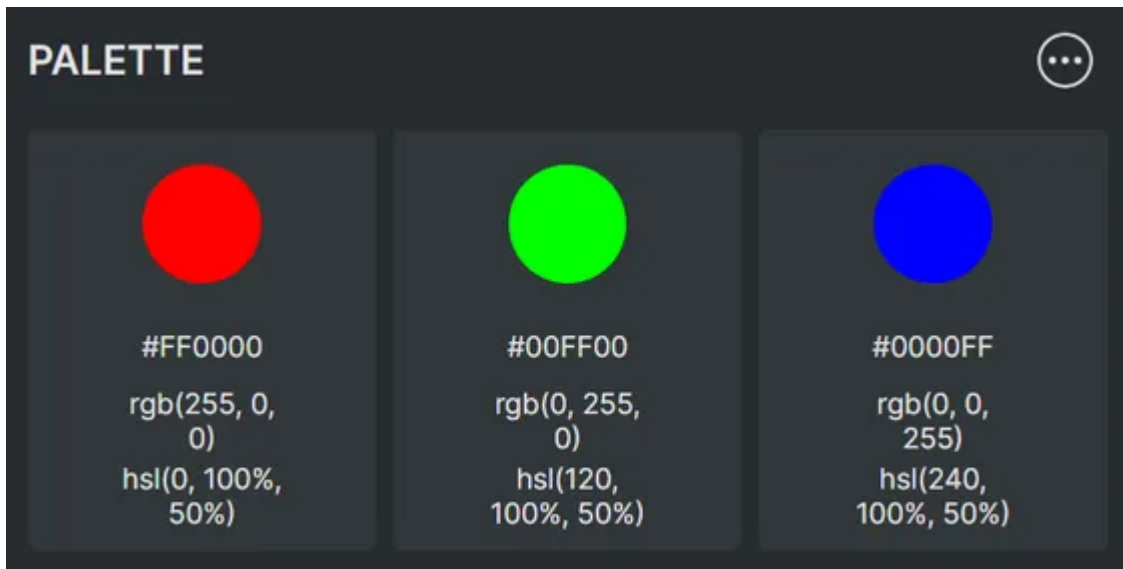 PALETTE
#FF0000
rgb(255, 0,
0)
hsl(0, 100%,
50%)
#00FF00
rgb(0, 255,
0)
hsl(120,
100%, 50%)
#0000FF
rgb(0, 0,
255)
hsl(240,
100%, 50%)